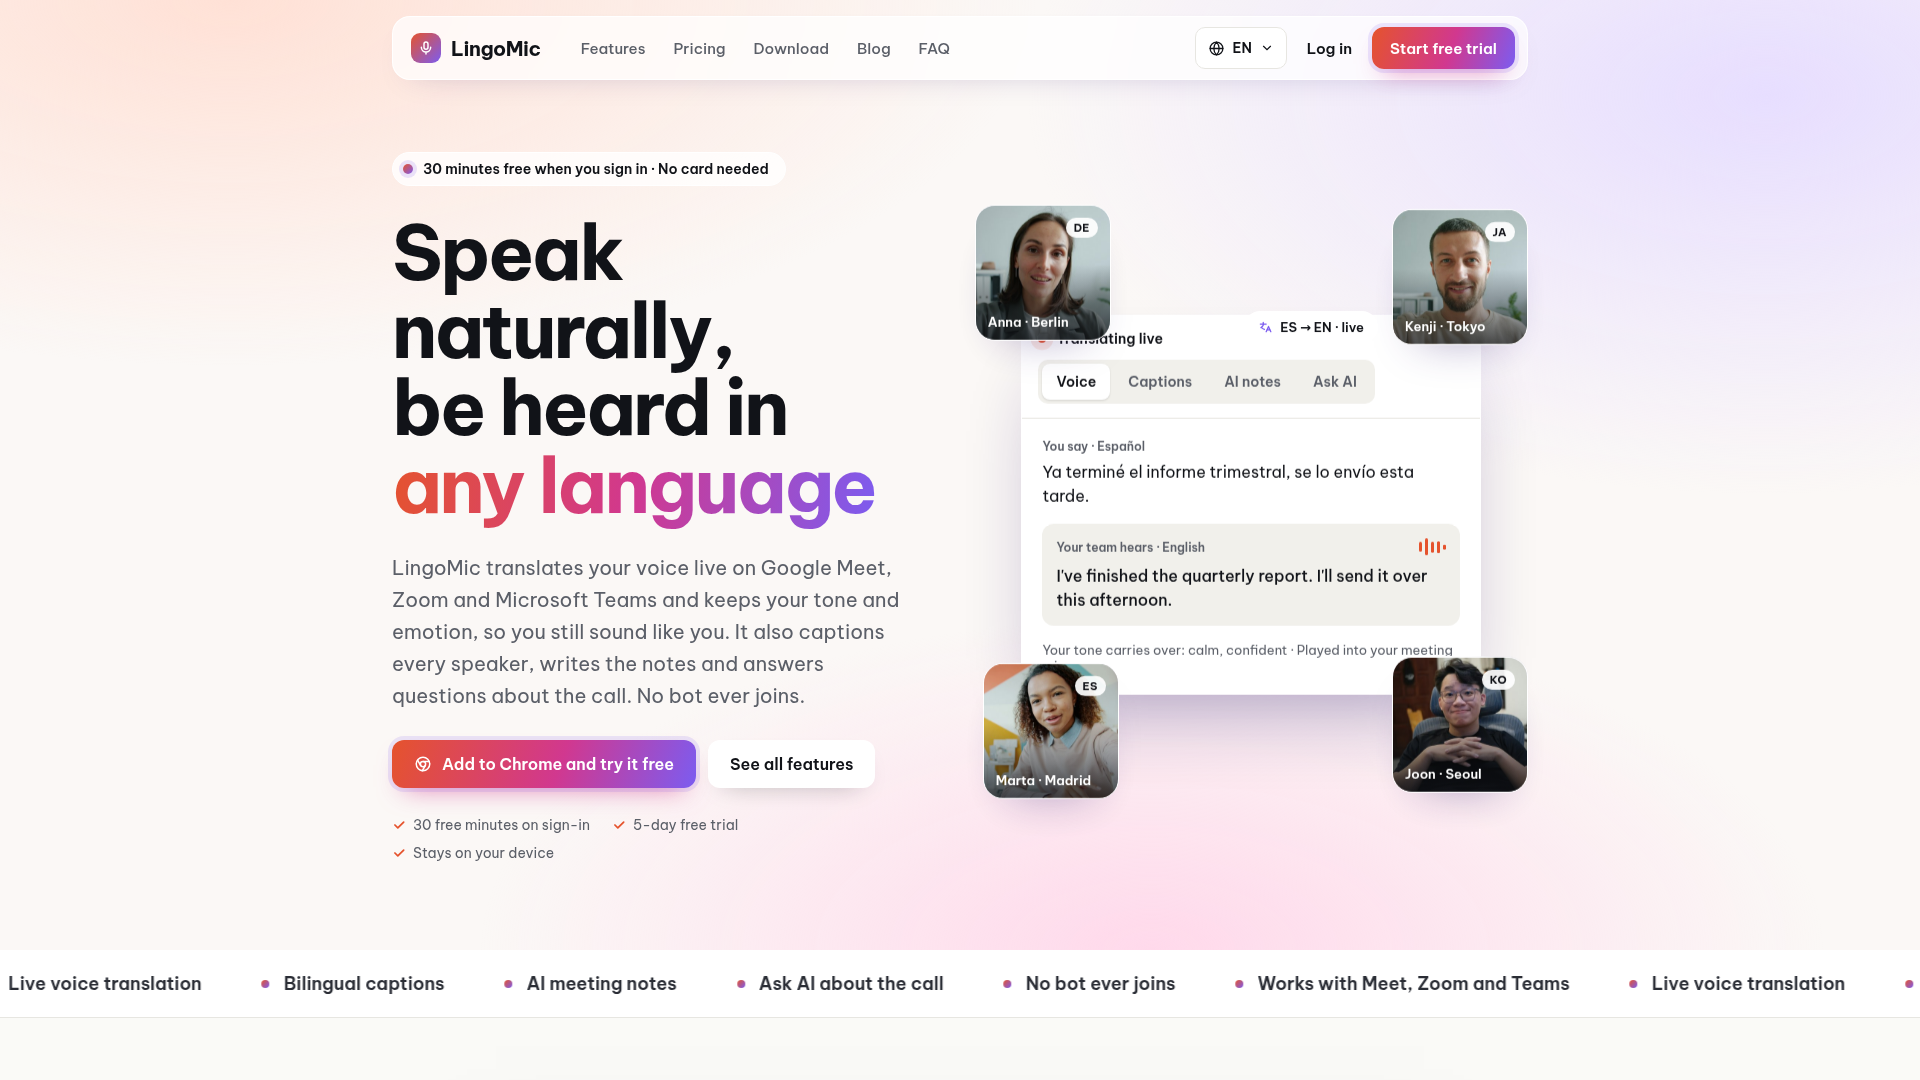 LingoMic
Features
Pricing
Download
Blog
FAQ
EN
Log in
Start free trial
30 minutes free when you sign in · No card needed
Speak
naturally,
be heard in
any language
LingoMic translates your voice live on Google Meet,
Zoom and Microsoft Teams and keeps your tone and
emotion, so you still sound like you. It also captions
every speaker, writes the notes and answers
questions about the call. No bot ever joins.
Add to Chrome and try it free
See all features
30 free minutes on sign-in
5-day free trial
Stays on your device
DE
Anna · Berlin
JA
Kenji · Tokyo
Translating live
ES → EN · live
Voice
Captions
AI notes
Ask AI
You say · Español
Ya terminé el informe trimestral, se lo envío esta
tarde.
Your team hears · English
I've finished the quarterly report. I'll send it over
this afternoon.
Your tone carries over: calm, confident · Played into your meeting
ES
Marta · Madrid
KO
Joon · Seoul
Live voice translation
Bilingual captions
AI meeting notes
Ask AI about the call
No bot ever joins
Works with Meet, Zoom and Teams
Live voice translation